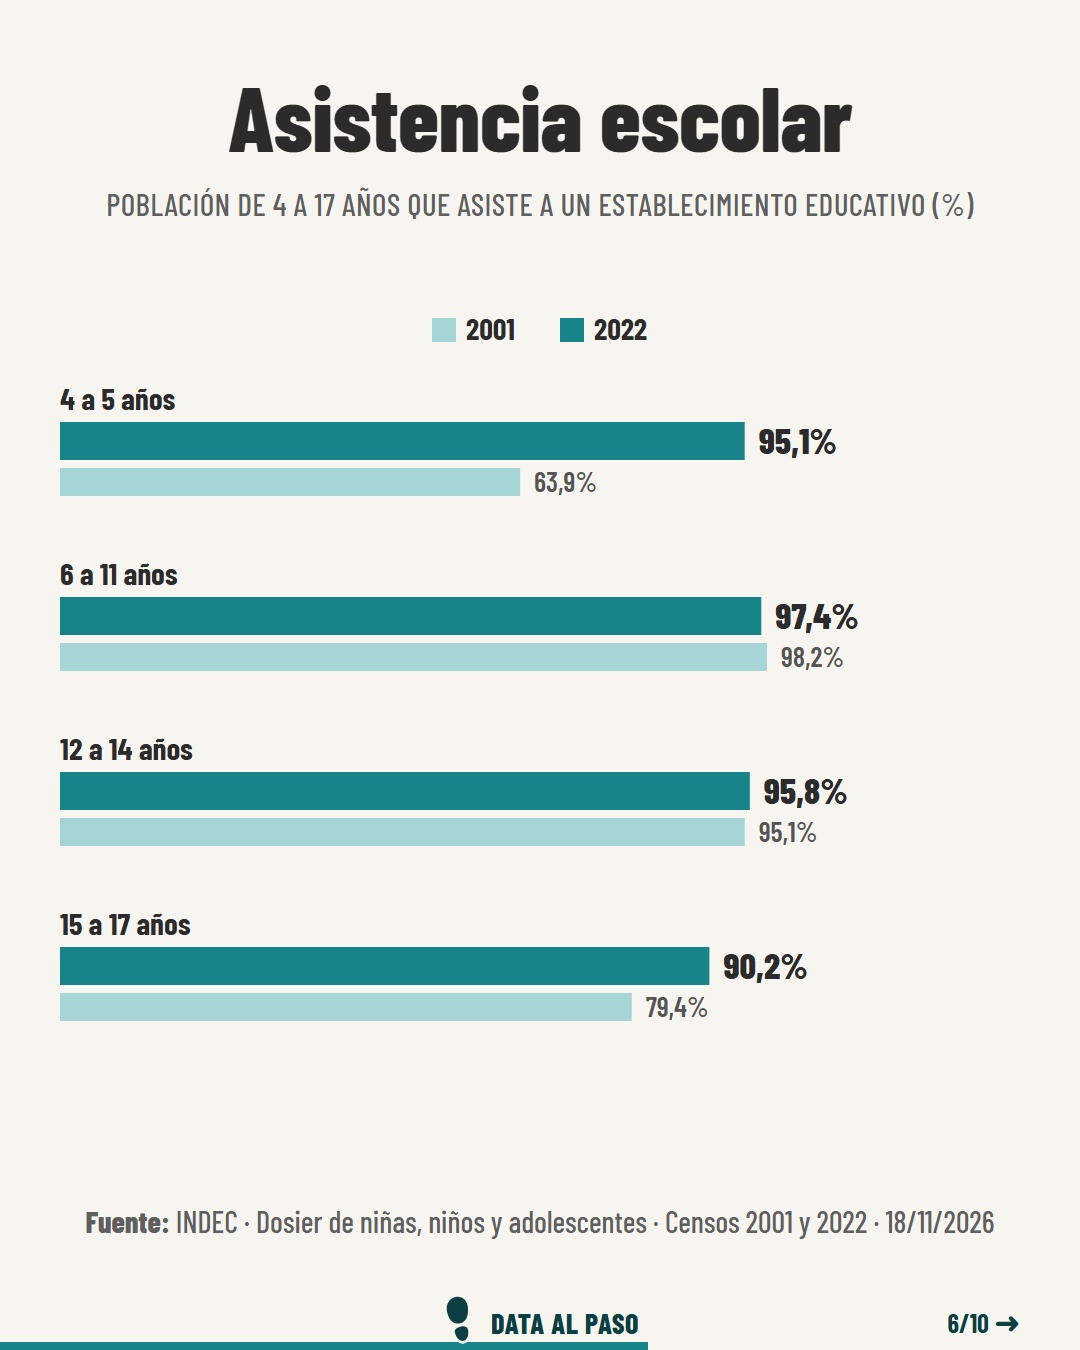 Asistencia escolar
POBLACIÓN DE 4 A 17 AÑOS QUE ASISTE A UN ESTABLECIMIENTO EDUCATIVO (%)
2001 2022
4 a 5 años
95,1%
63,9%
6 a 11 años
97,4%
98,2%
12 a 14 años
95,8%
95,1%
15 a 17 años
90,2%
79,4%
Fuente: INDEC · Dosier de niñas, niños y adolescentes · Censos 2001 y 2022 · 18/11/2026
DATA AL PASO
6/10 →